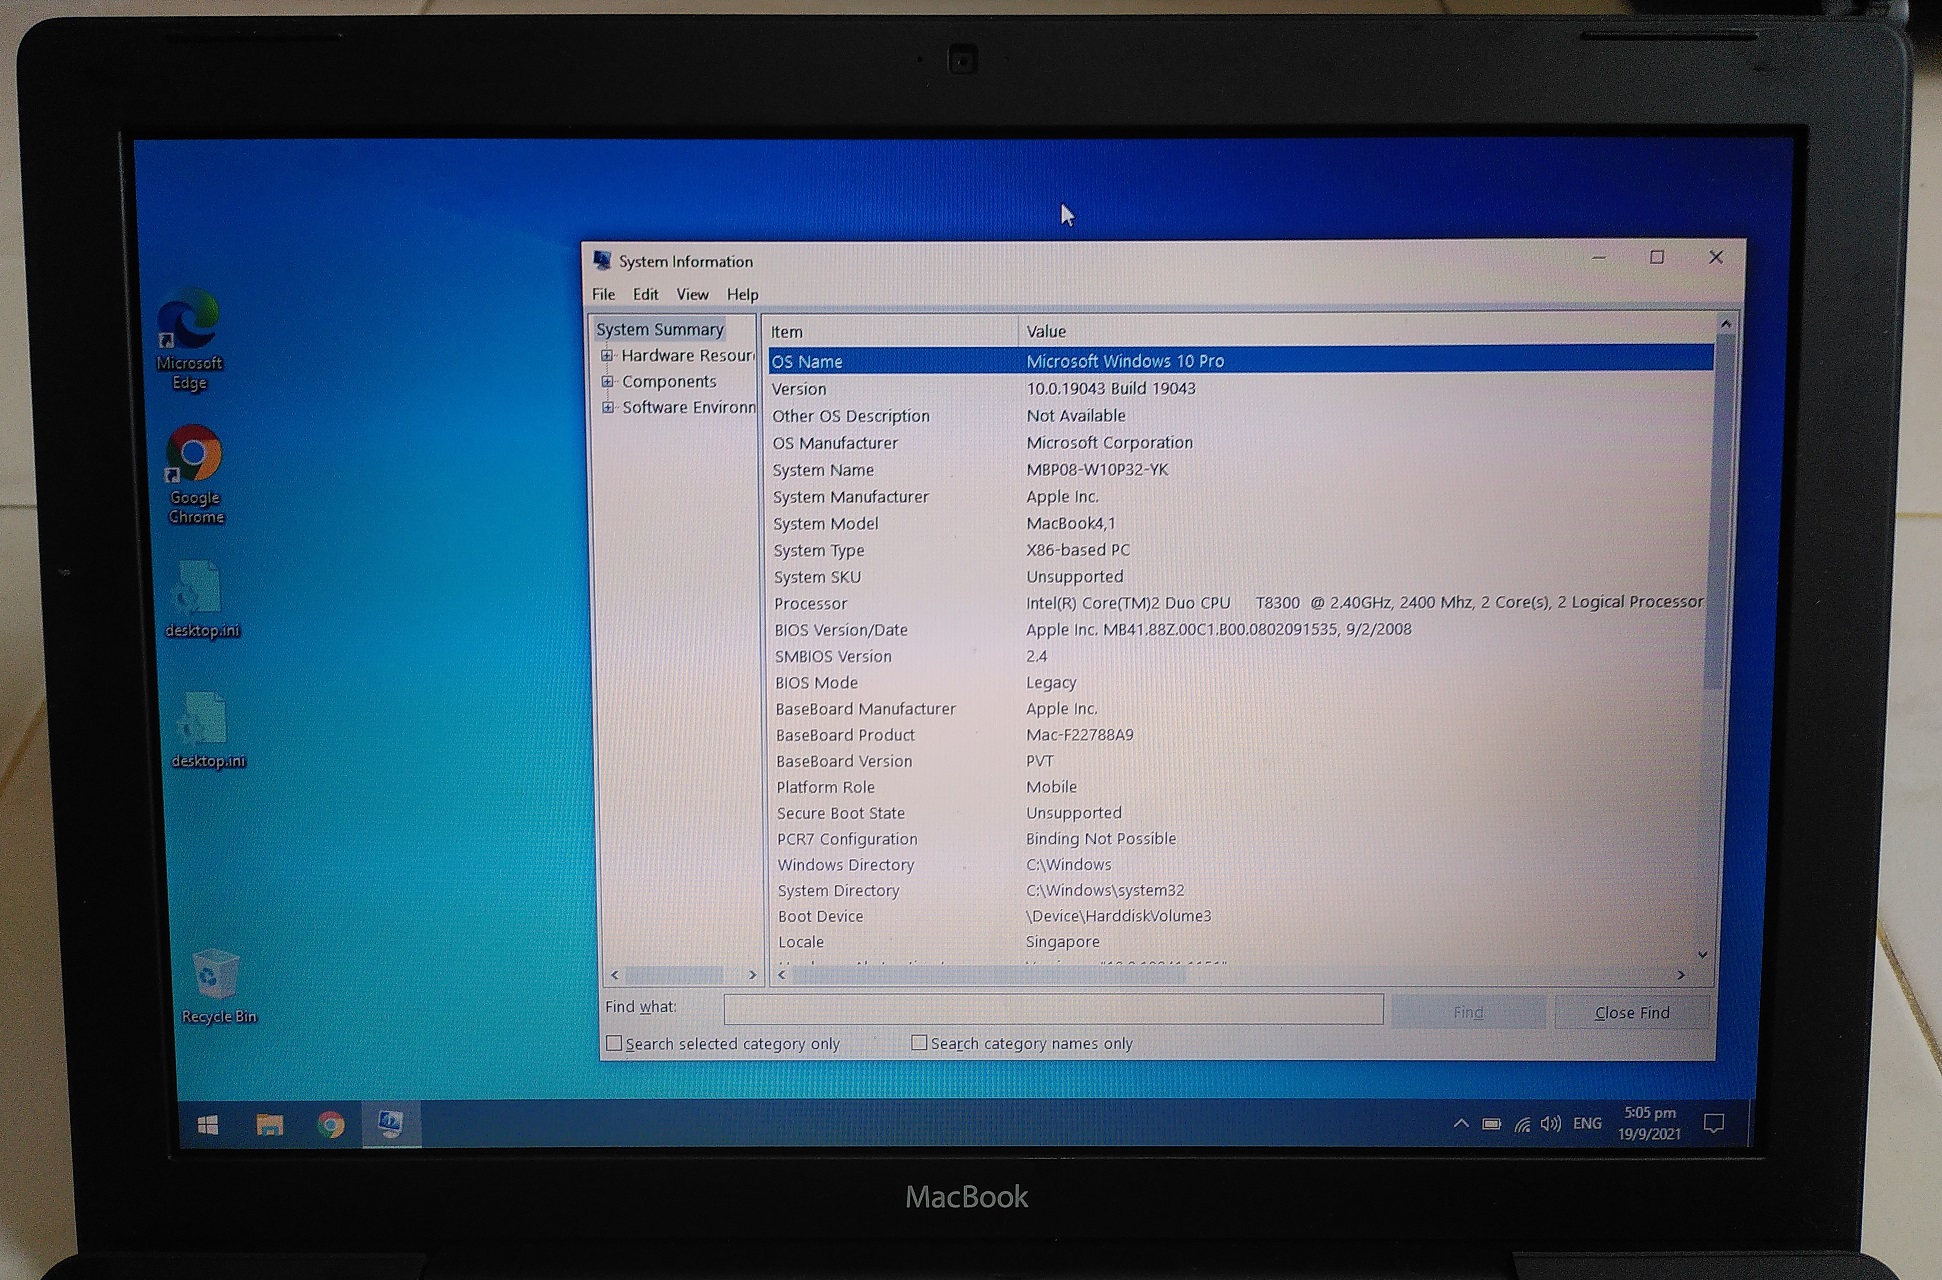 Microsoft
Edge
Google
Chrome
desktop.ini
desktop.ini
Recycle Bin
System Information
File Edit View Help
System Summary
Hardware Resour
Components
Software Environ
Item Value
OS Name Microsoft Windows 10 Pro
Version 10.0.19043 Build 19043
Other OS Description Not Available
OS Manufacturer Microsoft Corporation
System Name MBP08-W10P32-YK
System Manufacturer Apple Inc.
System Model MacBook4,1
System Type X86-based PC
System SKU Unsupported
Processor Intel(R) Core(TM)2 Duo CPU T8300 @ 2.40GHz, 2400 Mhz, 2 Core(s), 2 Logical Processor
BIOS Version/Date Apple Inc. MB41.88Z.00C1.B00.0802091535, 9/2/2008
SMBIOS Version 2.4
BIOS Mode Legacy
BaseBoard Manufacturer Apple Inc.
BaseBoard Product Mac-F22788A9
BaseBoard Version PVT
Platform Role Mobile
Secure Boot State Unsupported
PCR7 Configuration Binding Not Possible
Windows Directory C:\Windows
System Directory C:\Windows\system32
Boot Device \Device\HarddiskVolume3
Locale Singapore
Find what: Find Close Find
Search selected category only Search category names only
ENG
5:05 pm
19/9/2021
MacBook